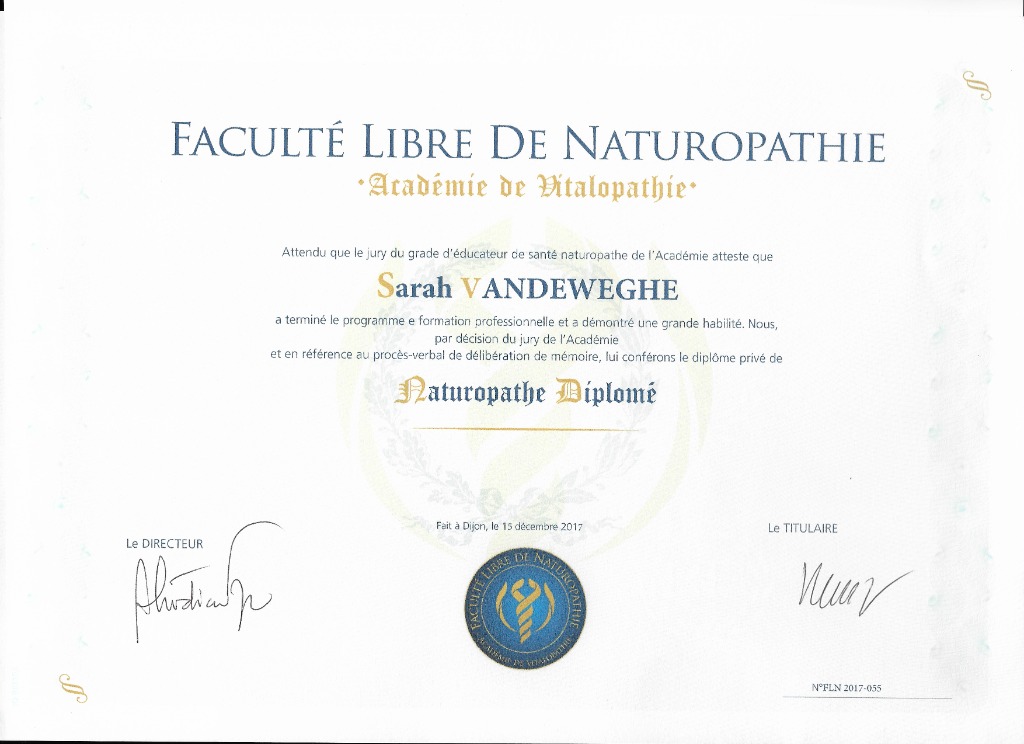 FACULTÉ LIBRE DE NATUROPATHIE
·Académie de Vitalopathie·
Attendu que le jury du grade d'éducateur de santé naturopathe de l'Académie atteste que
Sarah VANDEWEGHE
a terminé le programme e formation professionnelle et a démontré une grande habilité. Nous,
par décision du jury de l'Académie
et en référence au procès-verbal de délibération de mémoire, lui conférons le diplôme privé de
Naturopathe Diplomé
Fait à Dijon, le 15 décembre 2017
Le TITULAIRE
Le DIRECTEUR
FACULTÉ LIBRE DE NATUROPATHIE
ACADÉMIE DE VITALOPATHIE
N°FLN 2017-055